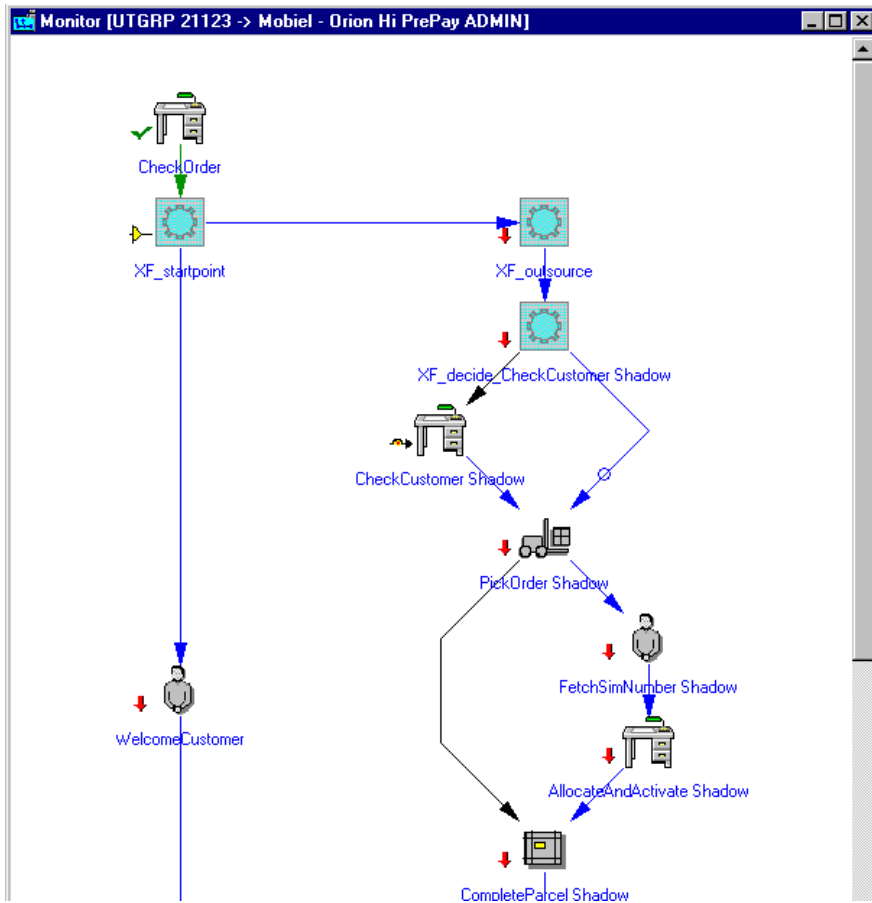 Monitor [UTGRP 21123 -> Mobiel - Orion Hi PrePay ADMIN]
CheckOrder
XF_startpoint
XF_outsource
XF_decide_CheckCustomer Shadow
CheckCustomer Shadow
PickOrder Shadow
FetchSimNumber Shadow
WelcomeCustomer
AllocateAndActivate Shadow
CompleteParcel Shadow